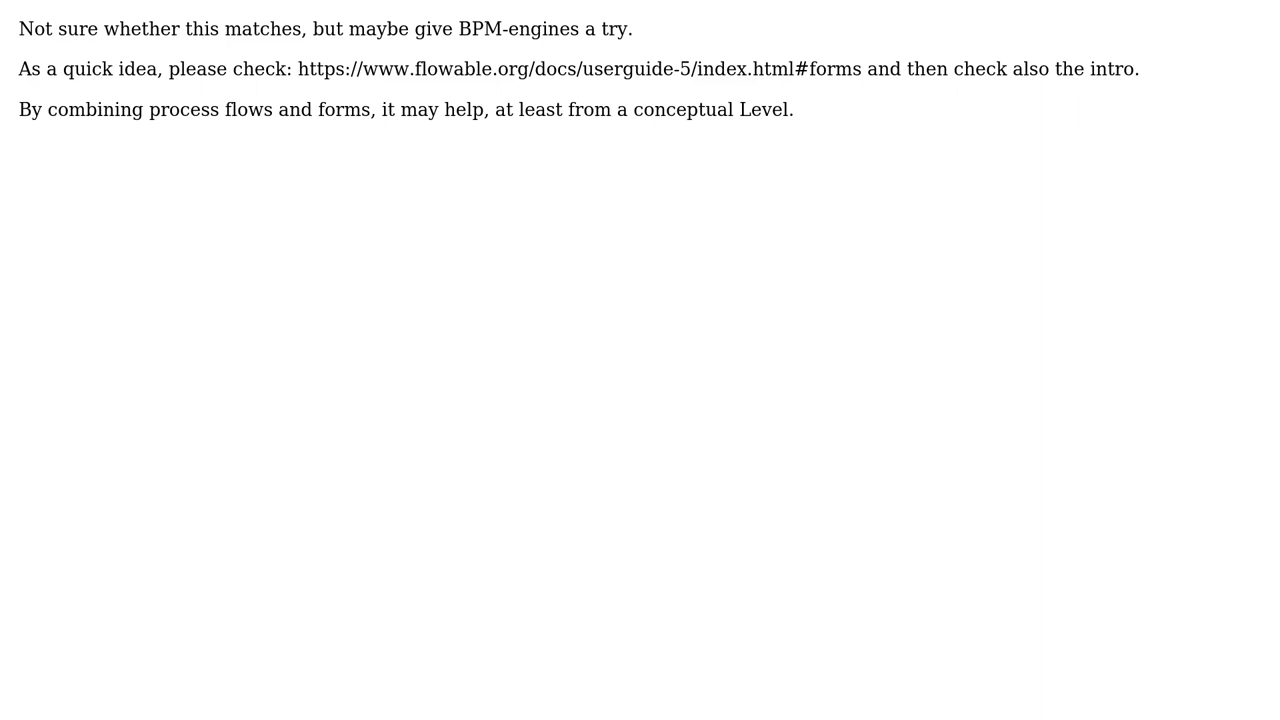 Not sure whether this matches, but maybe give BPM-engines a try.
As a quick idea, please check: https://www.flowable.org/docs/userguide-5/index.html#forms and then check also the intro.
By combining process flows and forms, it may help, at least from a conceptual Level.